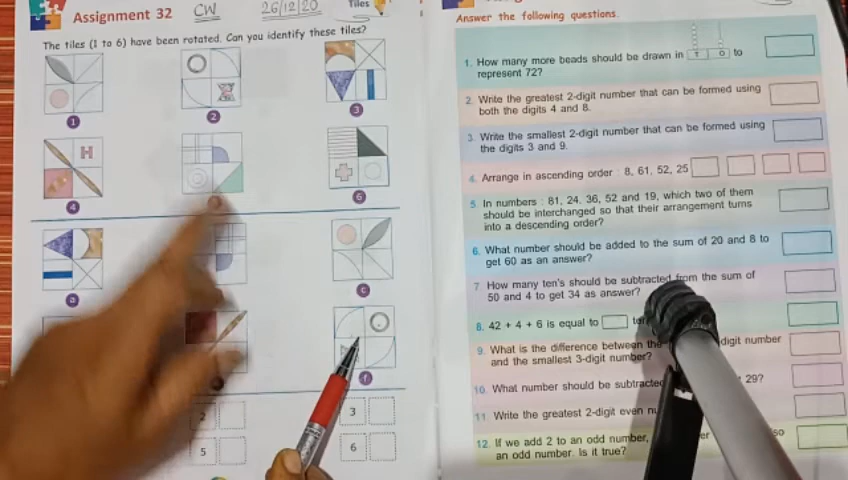 Assignment 32
CW
26/12/20
Tiles
The tiles (1 to 6) have been rotated. Can you identify these tiles?
1
2
3
H
4
6
a
c
f
2
3
5
6
Answer the following questions.
1. How many more beads should be drawn in T O to
represent 72?
2. Write the greatest 2-digit number that can be formed using
both the digits 4 and 8.
3. Write the smallest 2-digit number that can be formed using
the digits 3 and 9.
4. Arrange in ascending order : 8, 61, 52, 25
5. In numbers : 81, 24, 36, 52 and 19, which two of them
should be interchanged so that their arrangement turns
into a descending order?
6. What number should be added to the sum of 20 and 8 to
get 60 as an answer?
7. How many ten's should be subtracted from the sum of
50 and 4 to get 34 as answer?
8. 42 + 4 + 6 is equal to
9. What is the difference between the digit number
and the smallest 3-digit number?
10. What number should be subtracted 29?
11. Write the greatest 2-digit even
12. If we add 2 to an odd number, so
an odd number. Is it true?